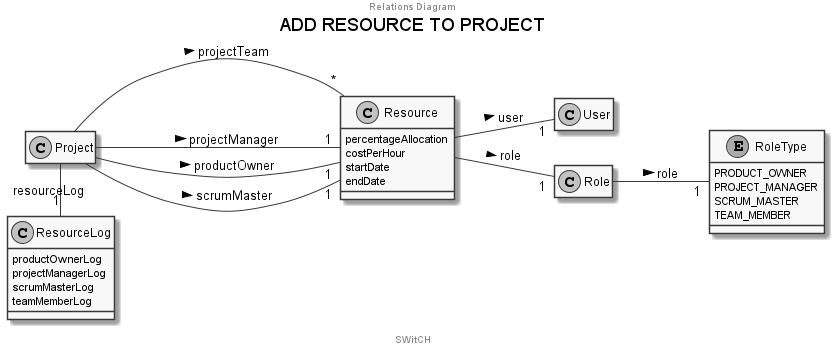 Relations Diagram
ADD RESOURCE TO PROJECT
projectTeam
*
C Resource
percentageAllocation
costPerHour
startDate
endDate
C Project
projectManager
1
productOwner
1
scrumMaster
1
user
1
C User
role
1
C Role
role
1
E RoleType
PRODUCT_OWNER
PROJECT_MANAGER
SCRUM_MASTER
TEAM_MEMBER
resourceLog
1
C ResourceLog
productOwnerLog
projectManagerLog
scrumMasterLog
teamMemberLog
SWitCH